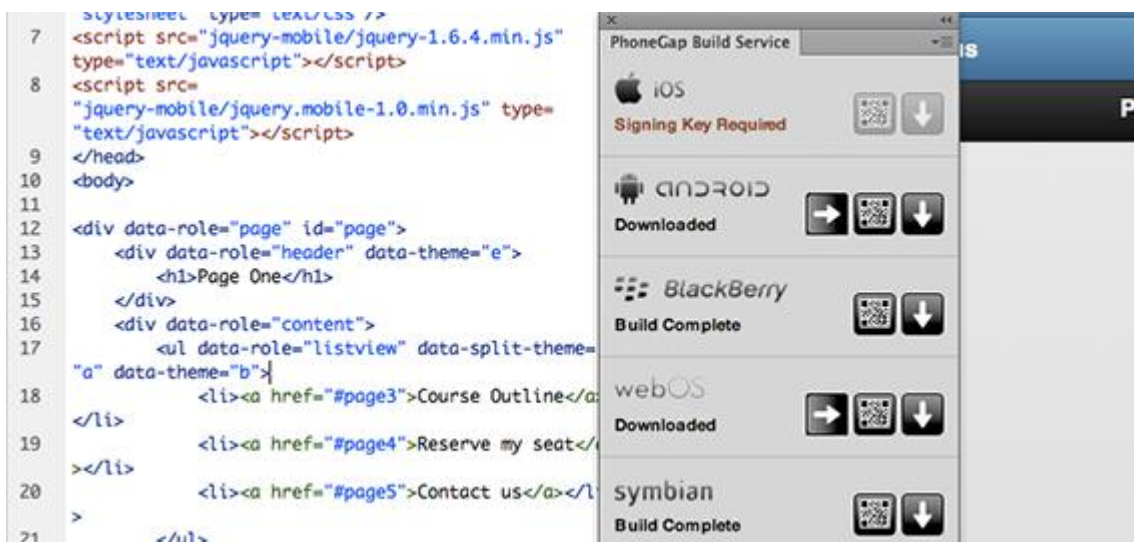 stylesheet" type="text/css"/>
7 <script src="jquery-mobile/jquery-1.6.4.min.js"
type="text/javascript"></script>
8 <script src=
"jquery-mobile/jquery.mobile-1.0.min.js" type=
"text/javascript"></script>
9 </head>
10 <body>
11
12 <div data-role="page" id="page">
13 <div data-role="header" data-theme="e">
14 <h1>Page One</h1>
15 </div>
16 <div data-role="content">
17 <ul data-role="listview" data-split-theme=
"a" data-theme="b">
18 <li><a href="#page3">Course Outline</a>
</li>
19 <li><a href="#page4">Reserve my seat</
></li>
20 <li><a href="#page5">Contact us</a></l
>
21 </ul>
PhoneGap Build Service
iOS
Signing Key Required
android
Downloaded
BlackBerry
Build Complete
webOS
Downloaded
symbian
Build Complete
us
P